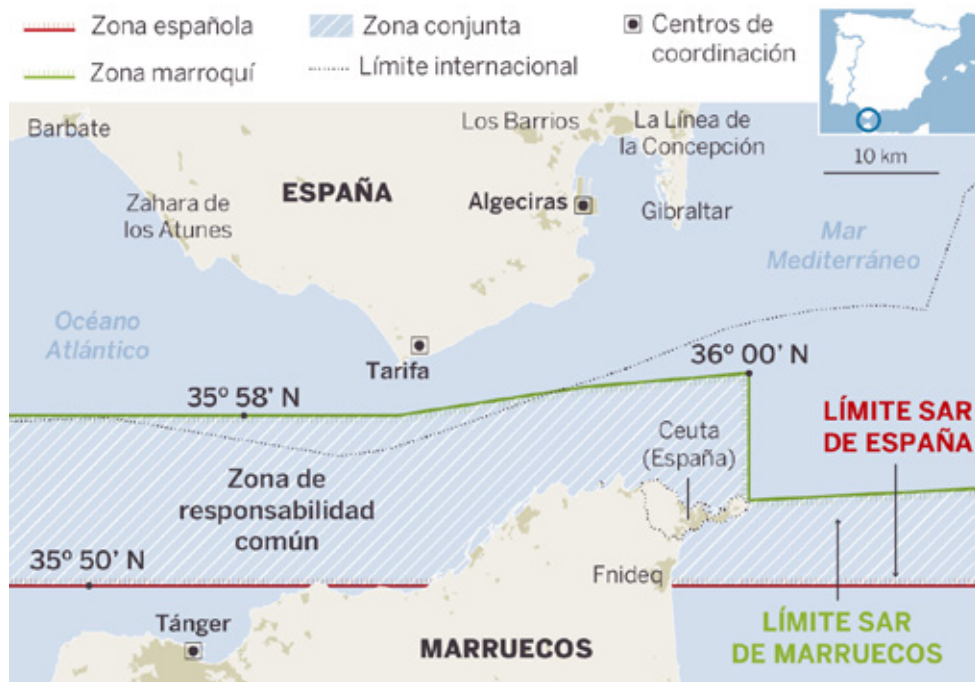 Zona española
Zona marroquí
Zona conjunta
Límite internacional
Centros de
coordinación
10 km
Barbate
Los Barrios
La Línea de
la Concepción
ESPAÑA
Algeciras
Gibraltar
Zahara de
los Atunes
Mar
Mediterráneo
Océano
Atlántico
Tarifa
36º 00’ N
35º 58’ N
LÍMITE SAR
DE ESPAÑA
Ceuta
(España)
Zona de
responsabilidad
común
35º 50’ N
Fnideq
Tánger
MARRUECOS
LÍMITE SAR
DE MARRUECOS